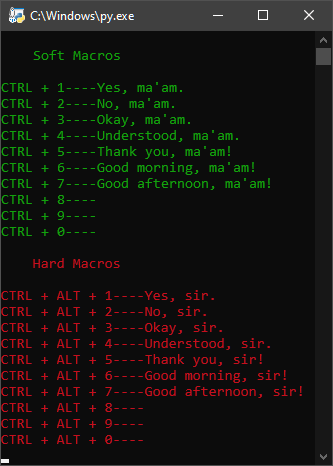 C:\Windows\py.exe
Soft Macros
CTRL + 1----Yes, ma'am.
CTRL + 2----No, ma'am.
CTRL + 3----Okay, ma'am.
CTRL + 4----Understood, ma'am.
CTRL + 5----Thank you, ma'am!
CTRL + 6----Good morning, ma'am!
CTRL + 7----Good afternoon, ma'am!
CTRL + 8----
CTRL + 9----
CTRL + 0----
Hard Macros
CTRL + ALT + 1----Yes, sir.
CTRL + ALT + 2----No, sir.
CTRL + ALT + 3----Okay, sir.
CTRL + ALT + 4----Understood, sir.
CTRL + ALT + 5----Thank you, sir!
CTRL + ALT + 6----Good morning, sir!
CTRL + ALT + 7----Good afternoon, sir!
CTRL + ALT + 8----
CTRL + ALT + 9----
CTRL + ALT + 0----